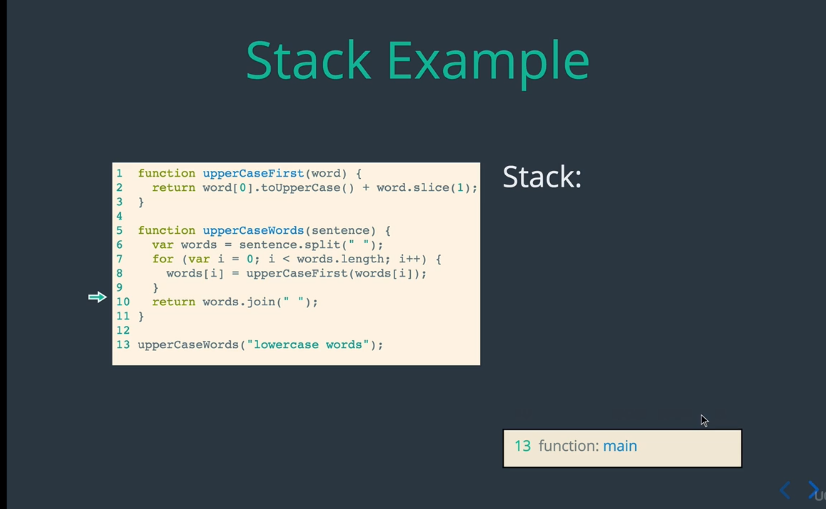 Stack Example
1 function upperCaseFirst(word) {
2 return word[0].toUpperCase() + word.slice(1);
3 }
4
5 function upperCaseWords(sentence) {
6 var words = sentence.split(" ");
7 for (var i = 0; i < words.length; i++) {
8 words[i] = upperCaseFirst(words[i]);
9 }
10 return words.join(" ");
11 }
12
13 upperCaseWords("lowercase words");
Stack:
13 function: main